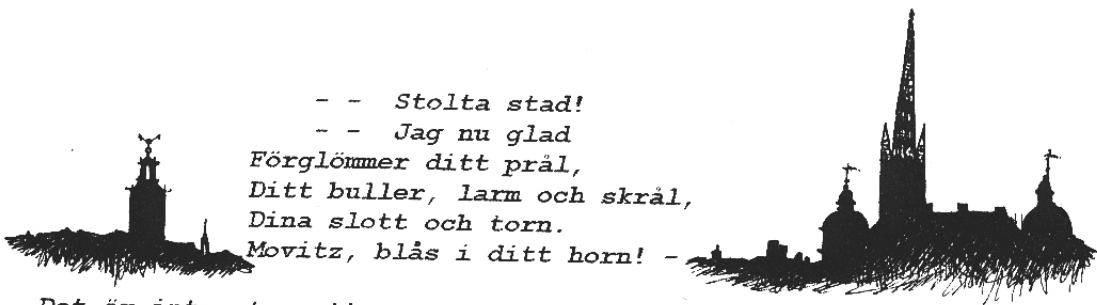 - - Stolta stad!
- - Jag nu glad
Förglömmer ditt prål,
Ditt buller, larm och skrål,
Dina slott och torn.
Movitz, blås i ditt horn! -